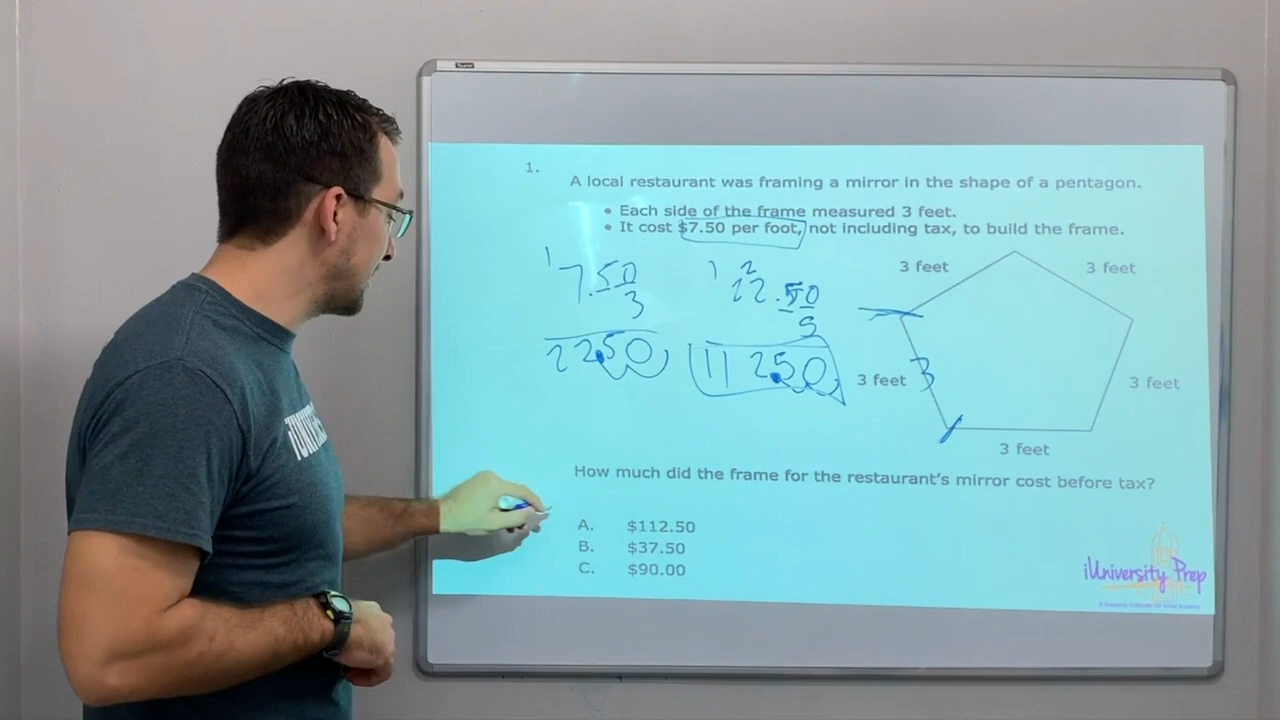 1.
A local restaurant was framing a mirror in the shape of a pentagon.
• Each side of the frame measured 3 feet.
• It cost $7.50 per foot, not including tax, to build the frame.
3 feet
3 feet
1
7.50
3
22.50
1 2
22.50
5
112.50
3 feet
3
3 feet
3 feet
How much did the frame for the restaurant's mirror cost before tax?
A. $112.50
B. $37.50
C. $90.00
iUniversity Prep